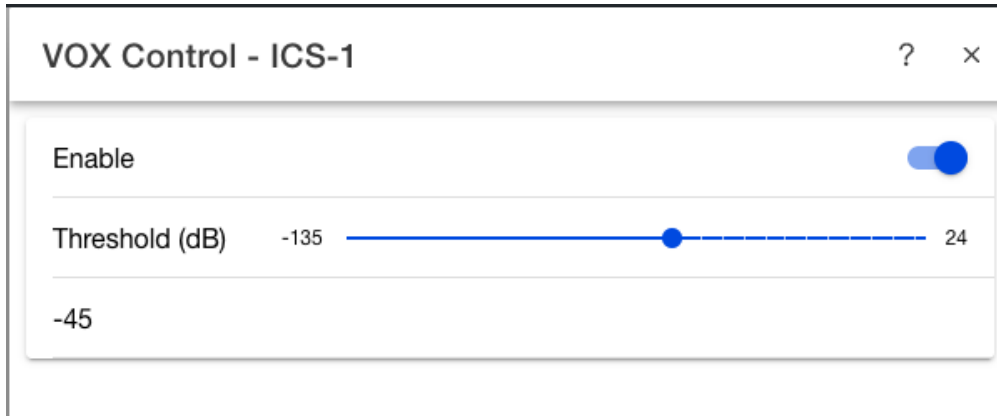 VOX Control - ICS-1 ? ×
Enable
Threshold (dB) -135 24
-45